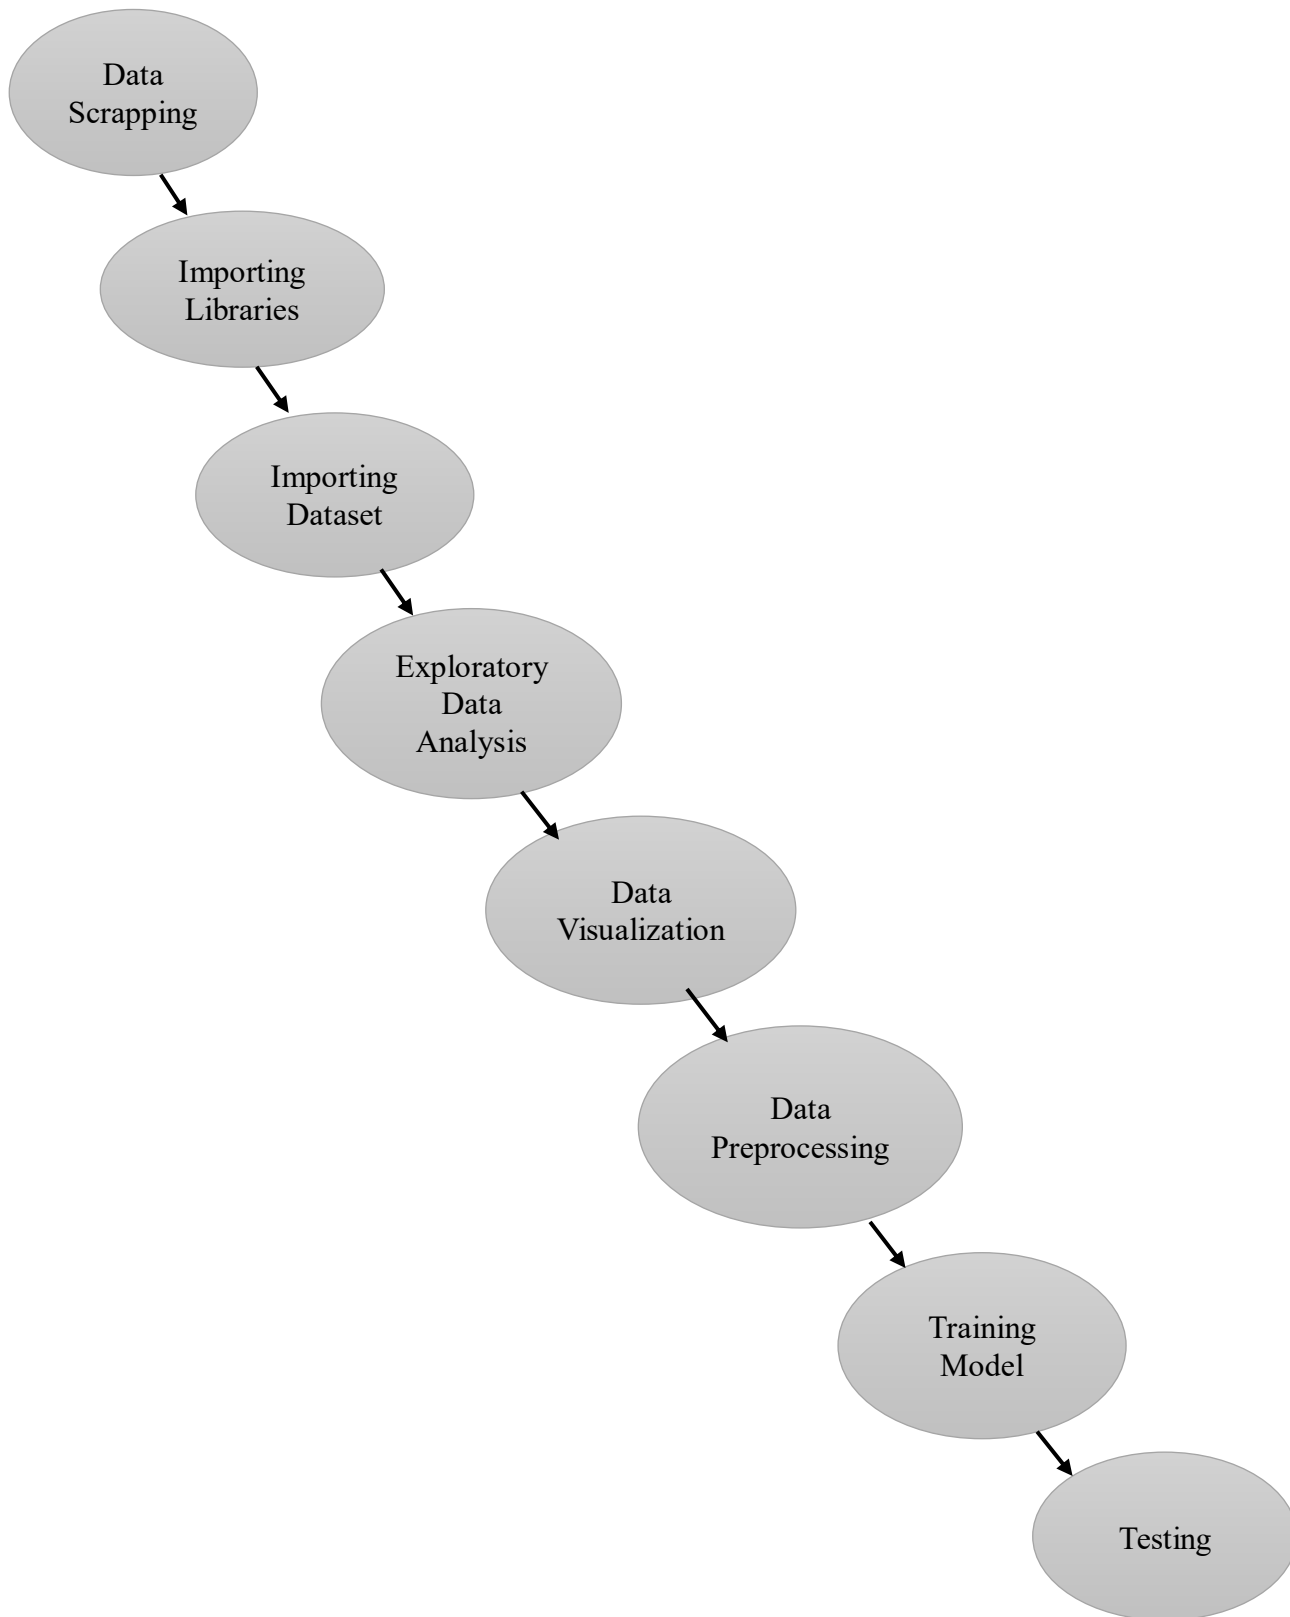 Data
Scrapping
Importing
Libraries
Importing
Dataset
Exploratory
Data
Analysis
Data
Visualization
Data
Preprocessing
Training
Model
Testing